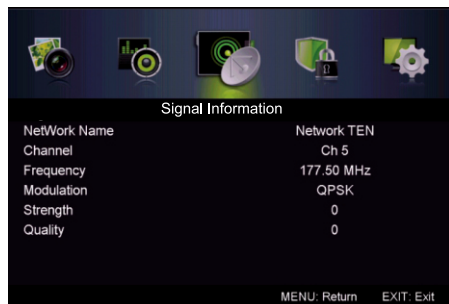 Signal Information
NetWork Name Network TEN
Channel Ch 5
Frequency 177.50 MHz
Modulation QPSK
Strength 0
Quality 0
MENU: Return EXIT: Exit